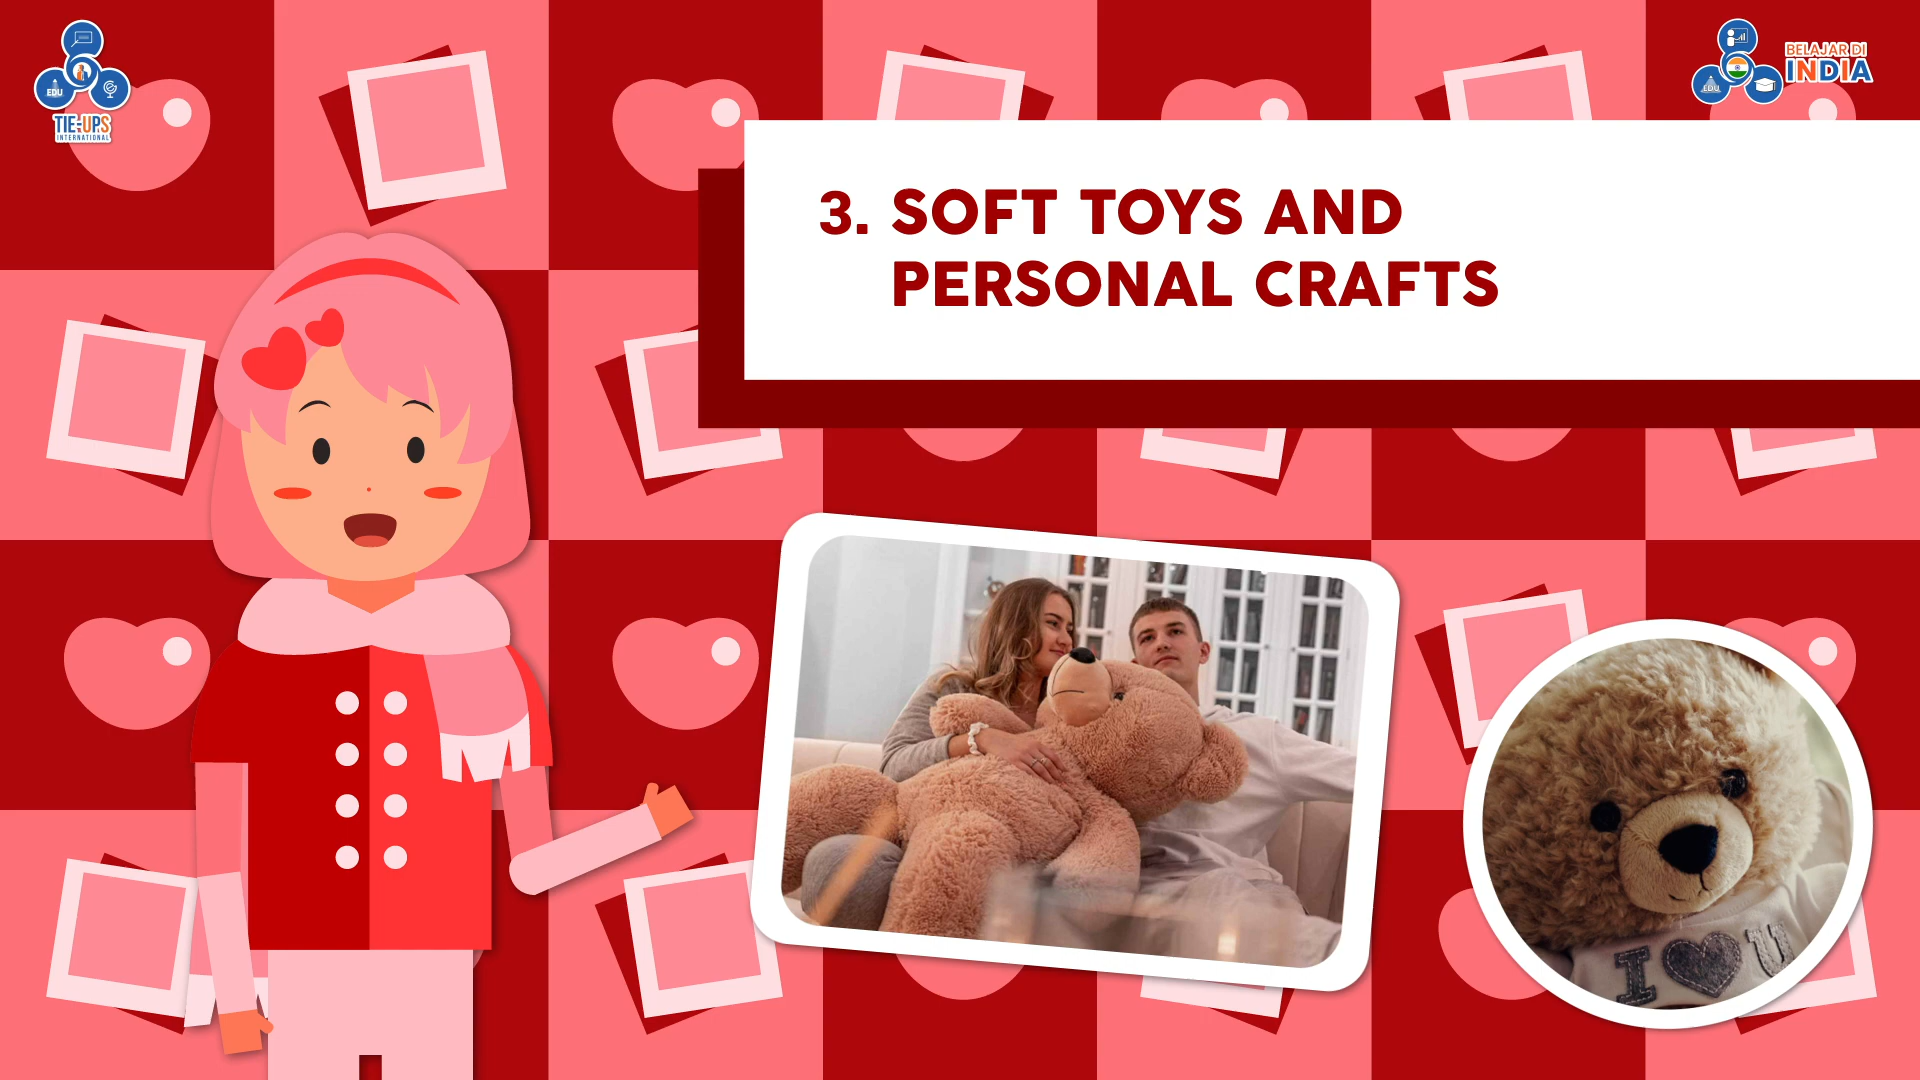 EDU
TIE-UPS
INTERNATIONAL
EDU
BELAJAR DI
INDIA
3. SOFT TOYS AND
PERSONAL CRAFTS
I U